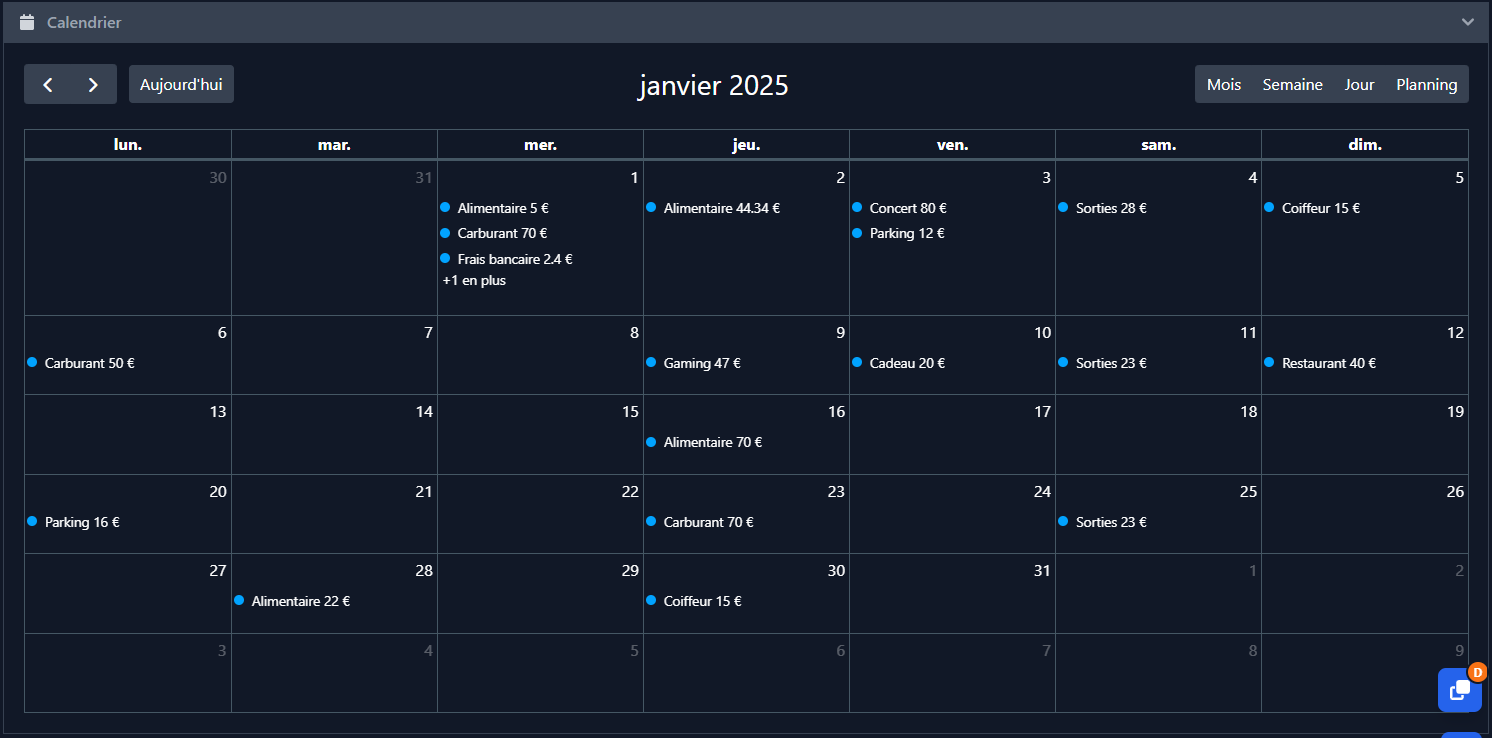 Calendrier
Aujourd'hui
janvier 2025
Mois Semaine Jour Planning
lun. mar. mer. jeu. ven. sam. dim.
30 31 1 2 3 4 5
Alimentaire 5 € Alimentaire 44.34 € Concert 80 € Sorties 28 € Coiffeur 15 €
Carburant 70 € Parking 12 €
Frais bancaire 2.4 €
+1 en plus
6 7 8 9 10 11 12
Carburant 50 € Gaming 47 € Cadeau 20 € Sorties 23 € Restaurant 40 €
13 14 15 16 17 18 19
Alimentaire 70 €
20 21 22 23 24 25 26
Parking 16 € Carburant 70 € Sorties 23 €
27 28 29 30 31 1 2
Alimentaire 22 € Coiffeur 15 €
3 4 5 6 7 8 9
D